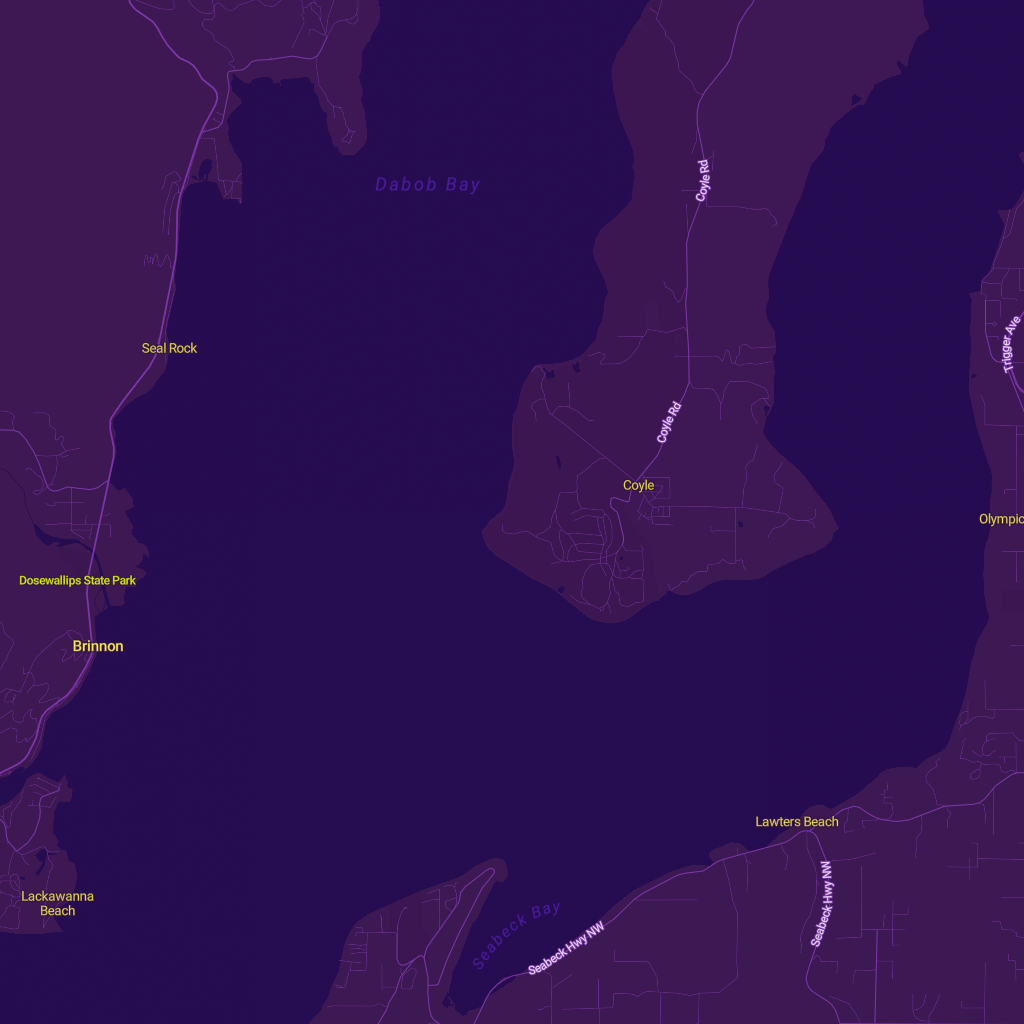 Dabob Bay
Coyle Rd
Trigger Ave
Seal Rock
Coyle Rd
Coyle
Olympic
Dosewallips State Park
Brinnon
Lawters Beach
Lackawanna
Beach
Seabeck Bay
Seabeck Hwy NW
Seabeck Hwy NW